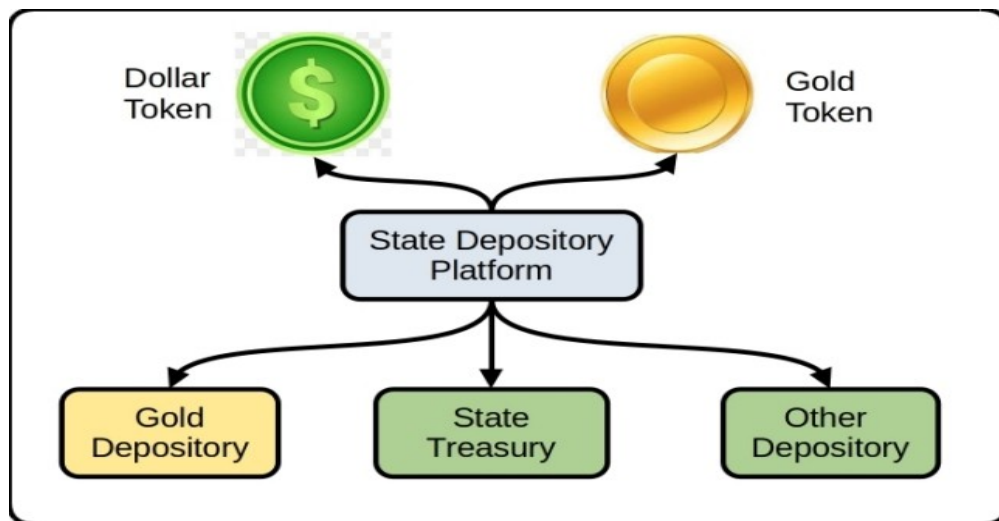 Dollar
Token
$
Gold
Token
State Depository
Platform
Gold
Depository
State
Treasury
Other
Depository